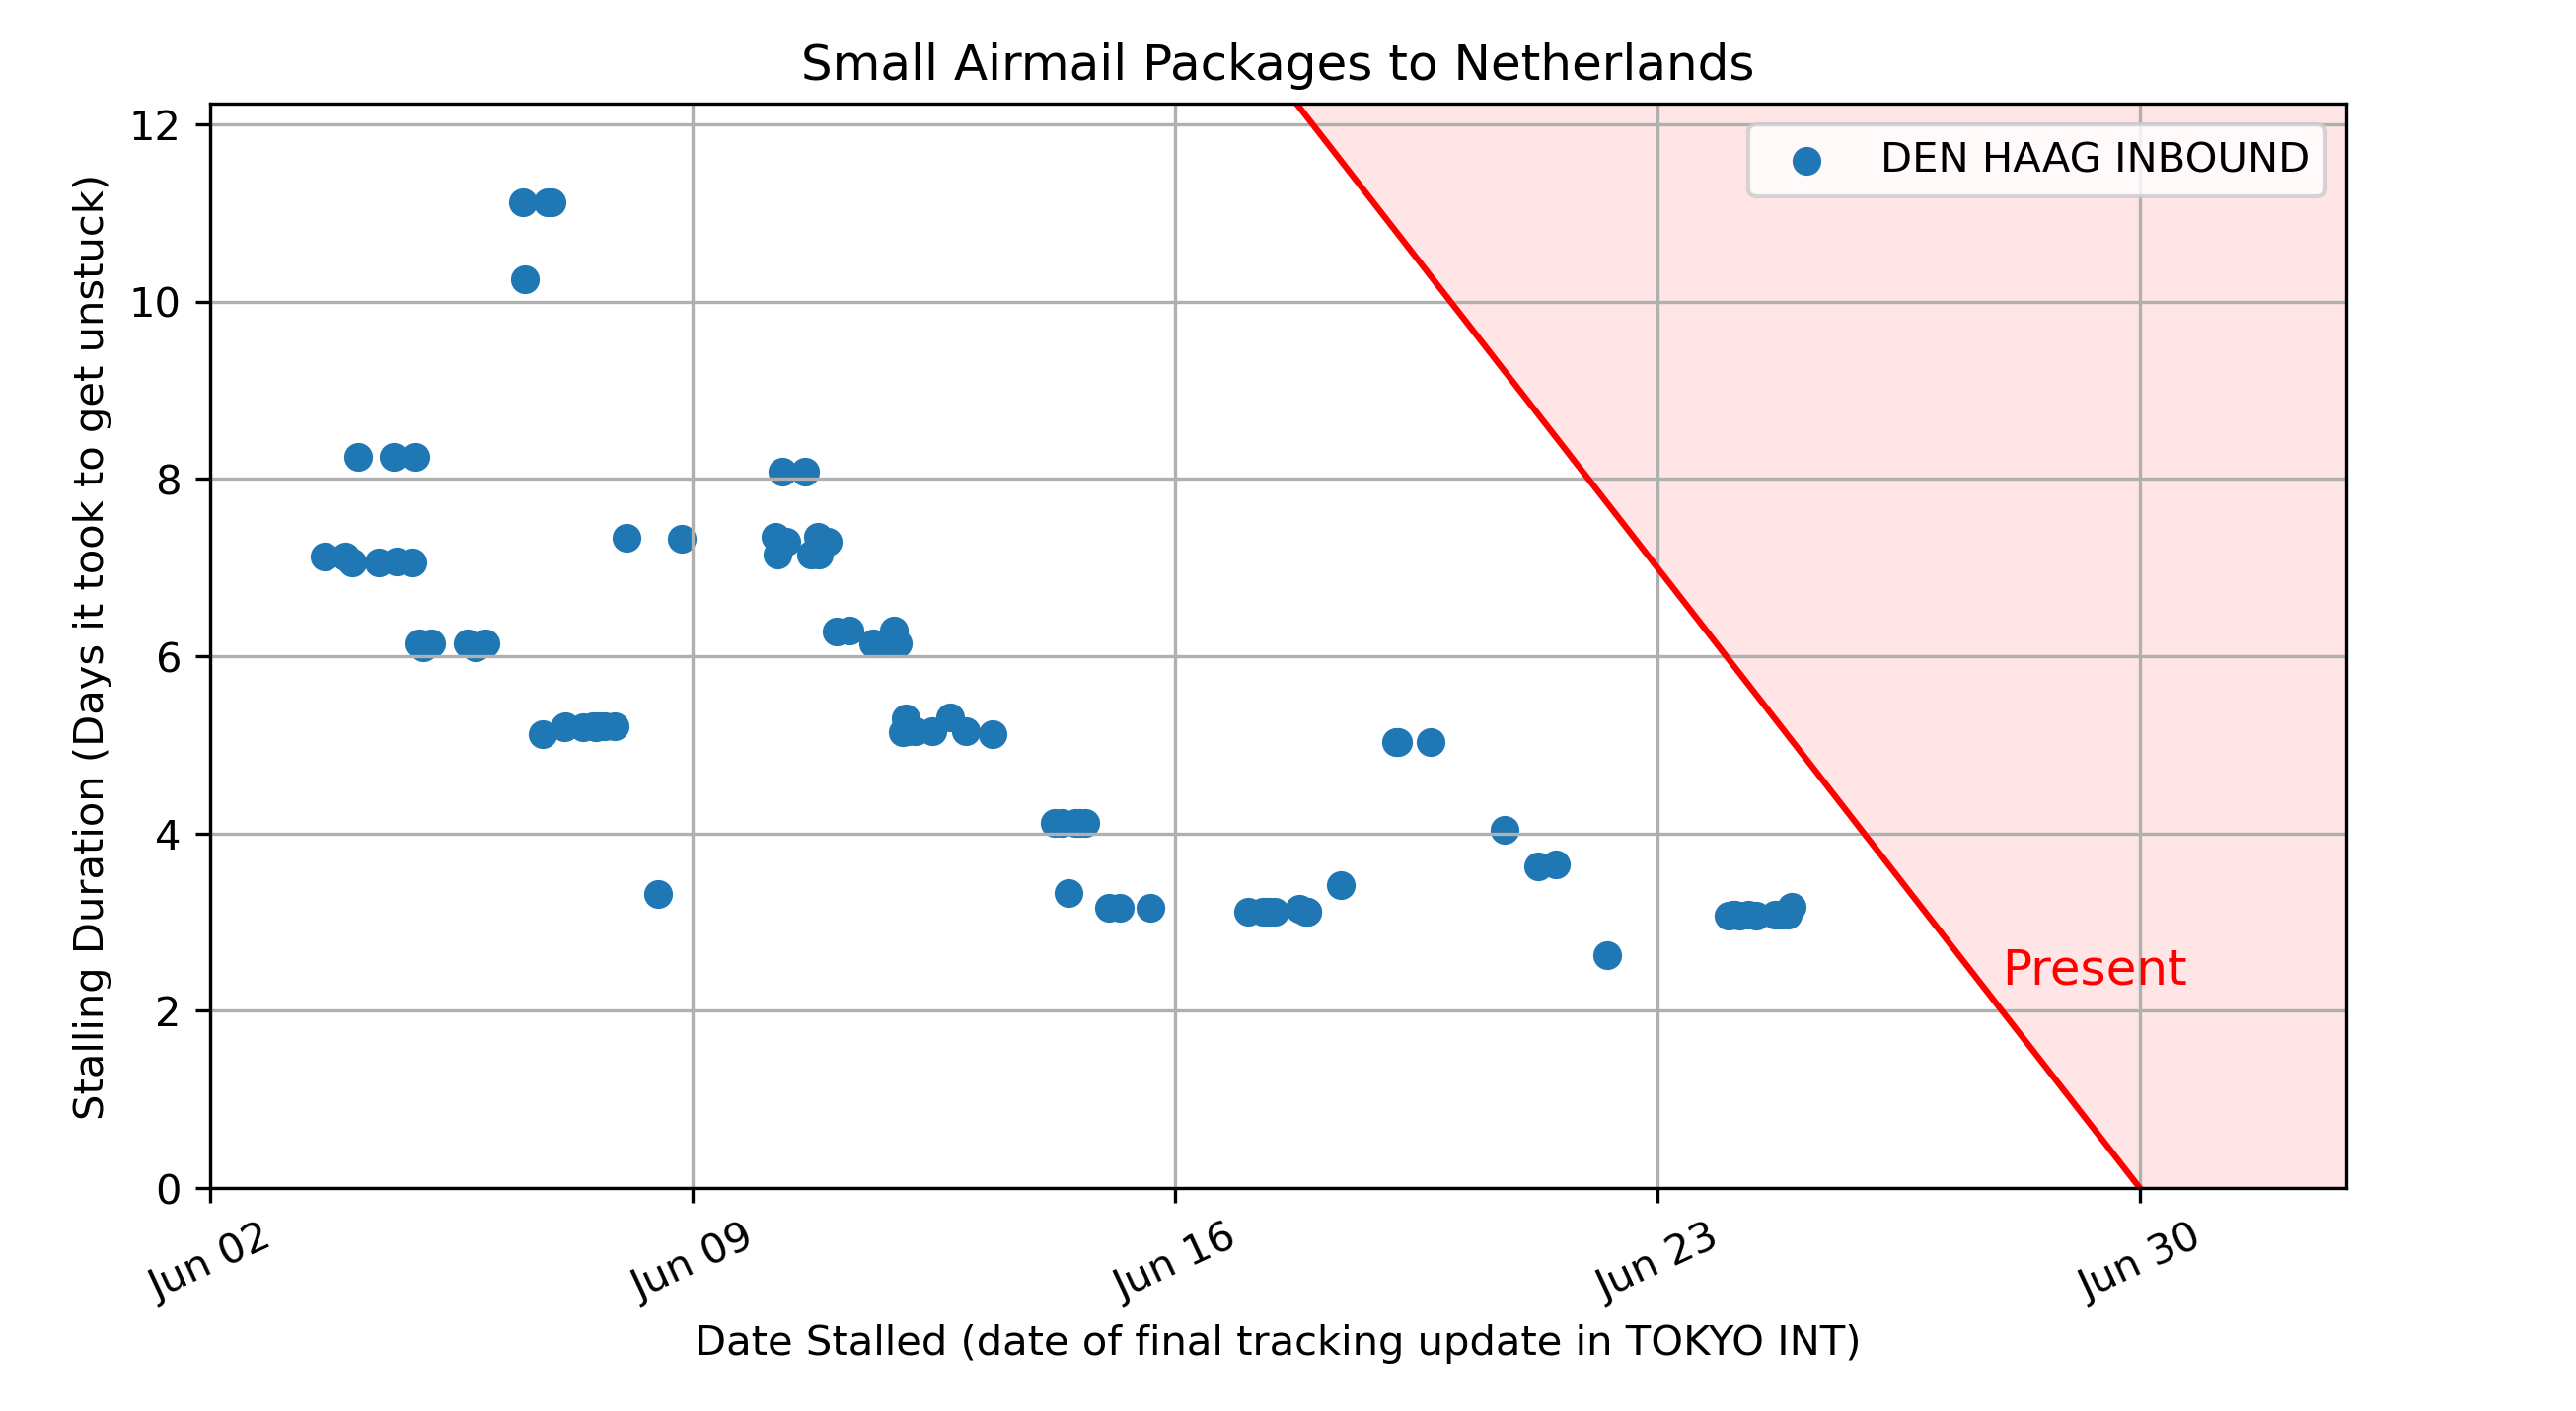 Small Airmail Packages to Netherlands
DEN HAAG INBOUND
Stalling Duration (Days it took to get unstuck)
12
10
8
6
4
2
0
Present
Jun 02
Jun 09
Jun 16
Jun 23
Jun 30
Date Stalled (date of final tracking update in TOKYO INT)